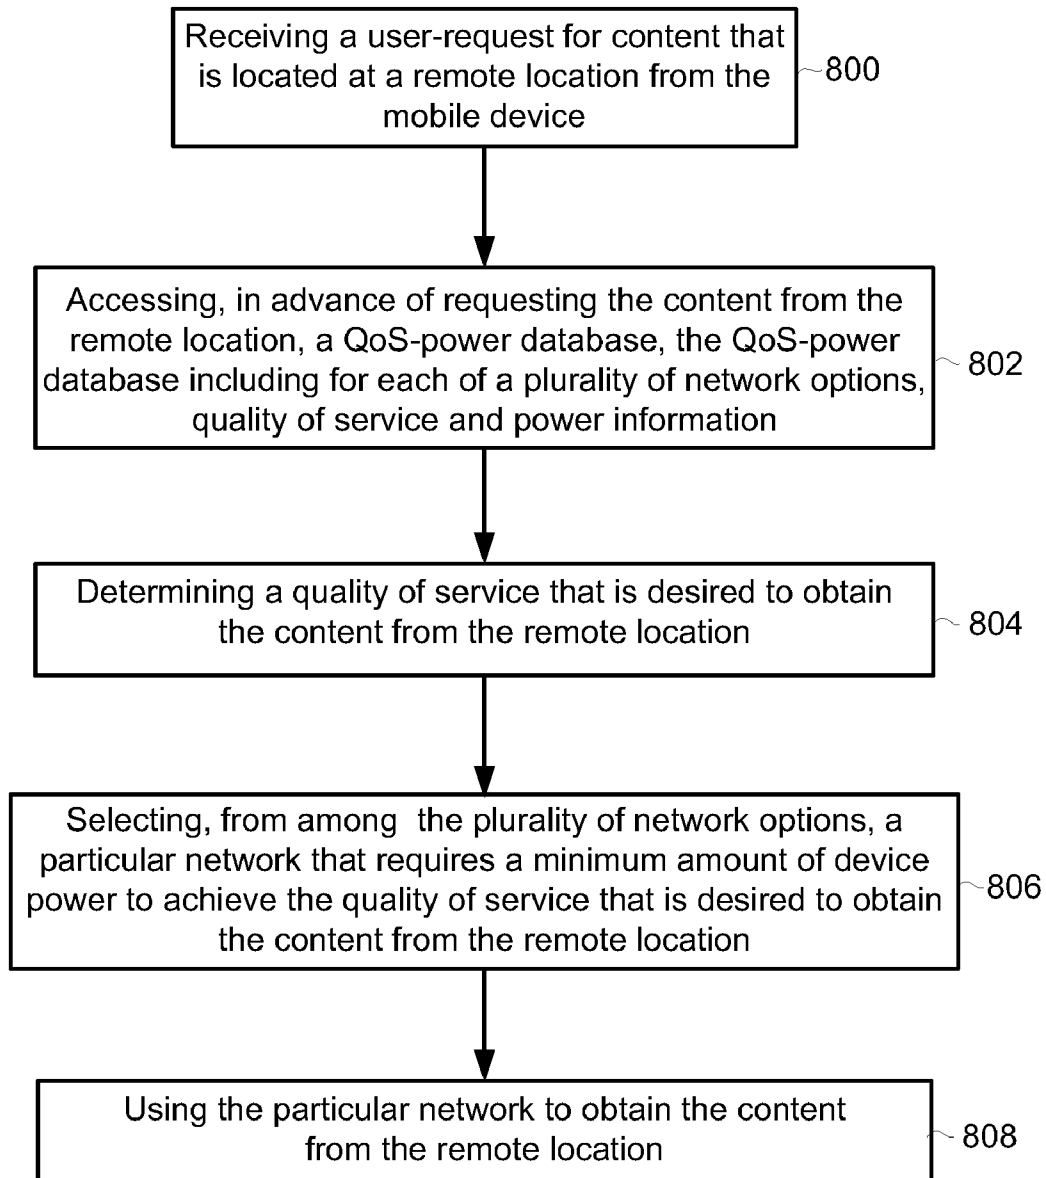 Receiving a user-request for content that
is located at a remote location from the
mobile device
800
Accessing, in advance of requesting the content from the
remote location, a QoS-power database, the QoS-power
database including for each of a plurality of network options,
quality of service and power information
802
Determining a quality of service that is desired to obtain
the content from the remote location
804
Selecting, from among the plurality of network options, a
particular network that requires a minimum amount of device
power to achieve the quality of service that is desired to obtain
the content from the remote location
806
Using the particular network to obtain the content
from the remote location
808